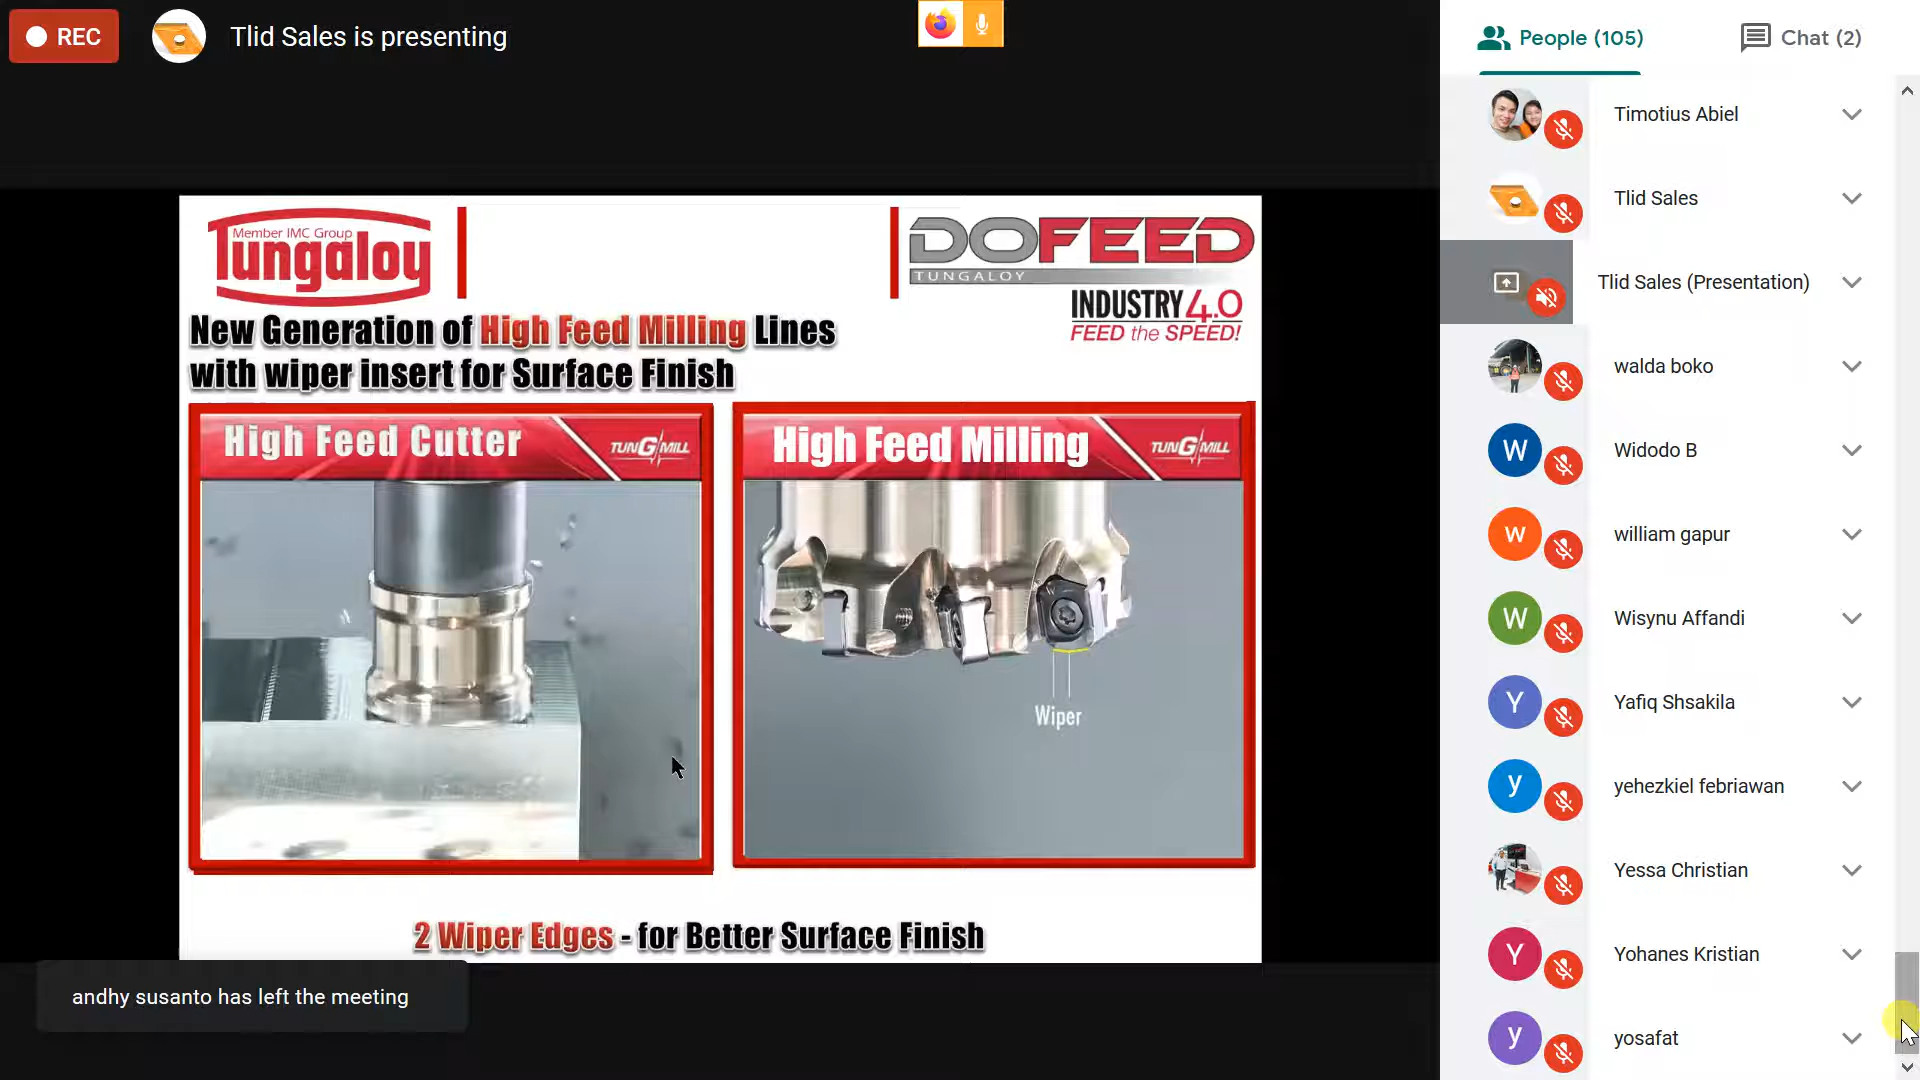 REC
Tlid Sales is presenting
People (105)
Chat (2)
Member IMC Group
Tungaloy
DOFEED
TUNGALOY
INDUSTRY 4.0
FEED the SPEED!
New Generation of High Feed Milling Lines
with wiper insert for Surface Finish
High Feed Cutter
TUNGMILL
High Feed Milling
TUNGMILL
Wiper
2 Wiper Edges - for Better Surface Finish
andhy susanto has left the meeting
Timotius Abiel
Tlid Sales
Tlid Sales (Presentation)
walda boko
W
Widodo B
w
william gapur
W
Wisynu Affandi
Y
Yafiq Shsakila
y
yehezkiel febriawan
Yessa Christian
Y
Yohanes Kristian
y
yosafat